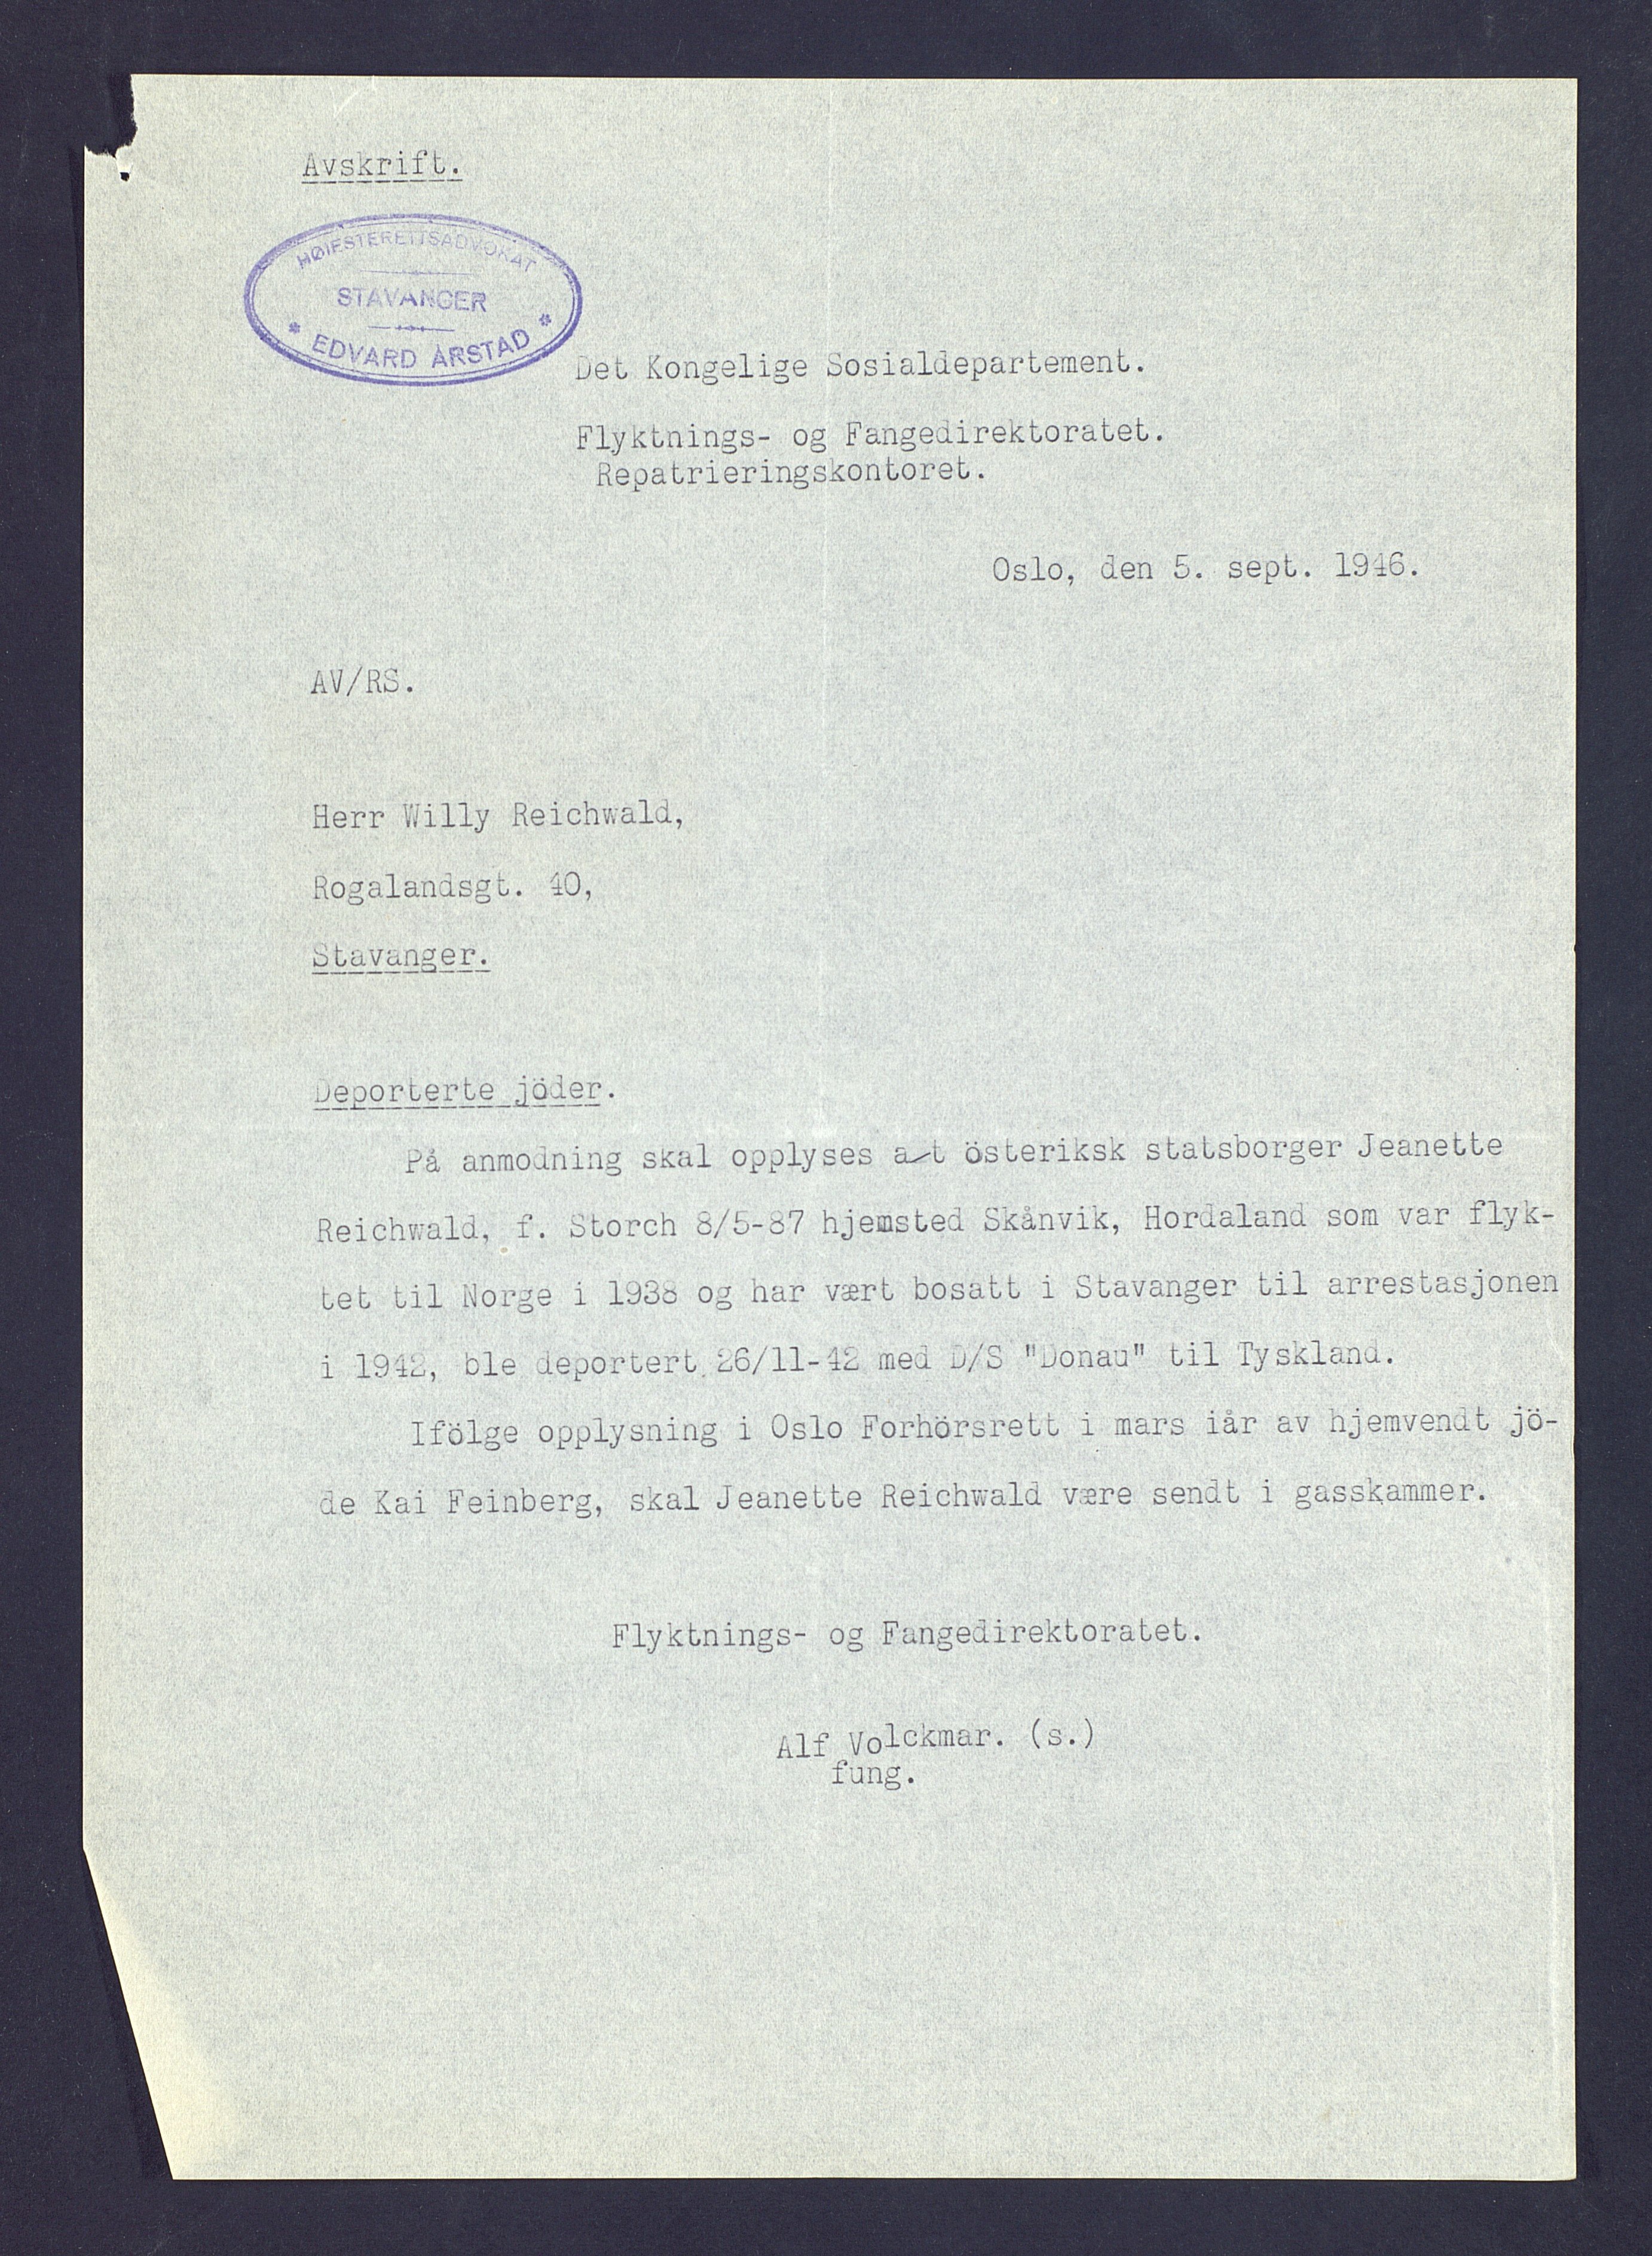 Avskrift.
HØIESTERETTSADVOKAT
STAVANGER
* EDVARD ÅRSTAD *
Det Kongelige Sosialdepartement.
Flyktnings- og Fangedirektoratet.
Repatrieringskontoret.
Oslo, den 5. sept. 1946.
AV/RS.
Herr Willy Reichwald,
Rogalandsgt. 40,
Stavanger.
Deporterte jöder.
På anmodning skal opplyses at österiksk statsborger Jeanette
Reichwald, f. Storch 8/5-87 hjemsted Skånvik, Hordaland som var flyk-
tet til Norge i 1938 og har vært bosatt i Stavanger til arrestasjonen
i 1942, ble deportert 26/11-42 med D/S "Donau" til Tyskland.
Ifölge opplysning i Oslo Forhörsrett i mars iår av hjemvendt jö-
de Kai Feinberg, skal Jeanette Reichwald være sendt i gasskammer.
Flyktnings- og Fangedirektoratet.
Alf Volckmar. (s.)
fung.